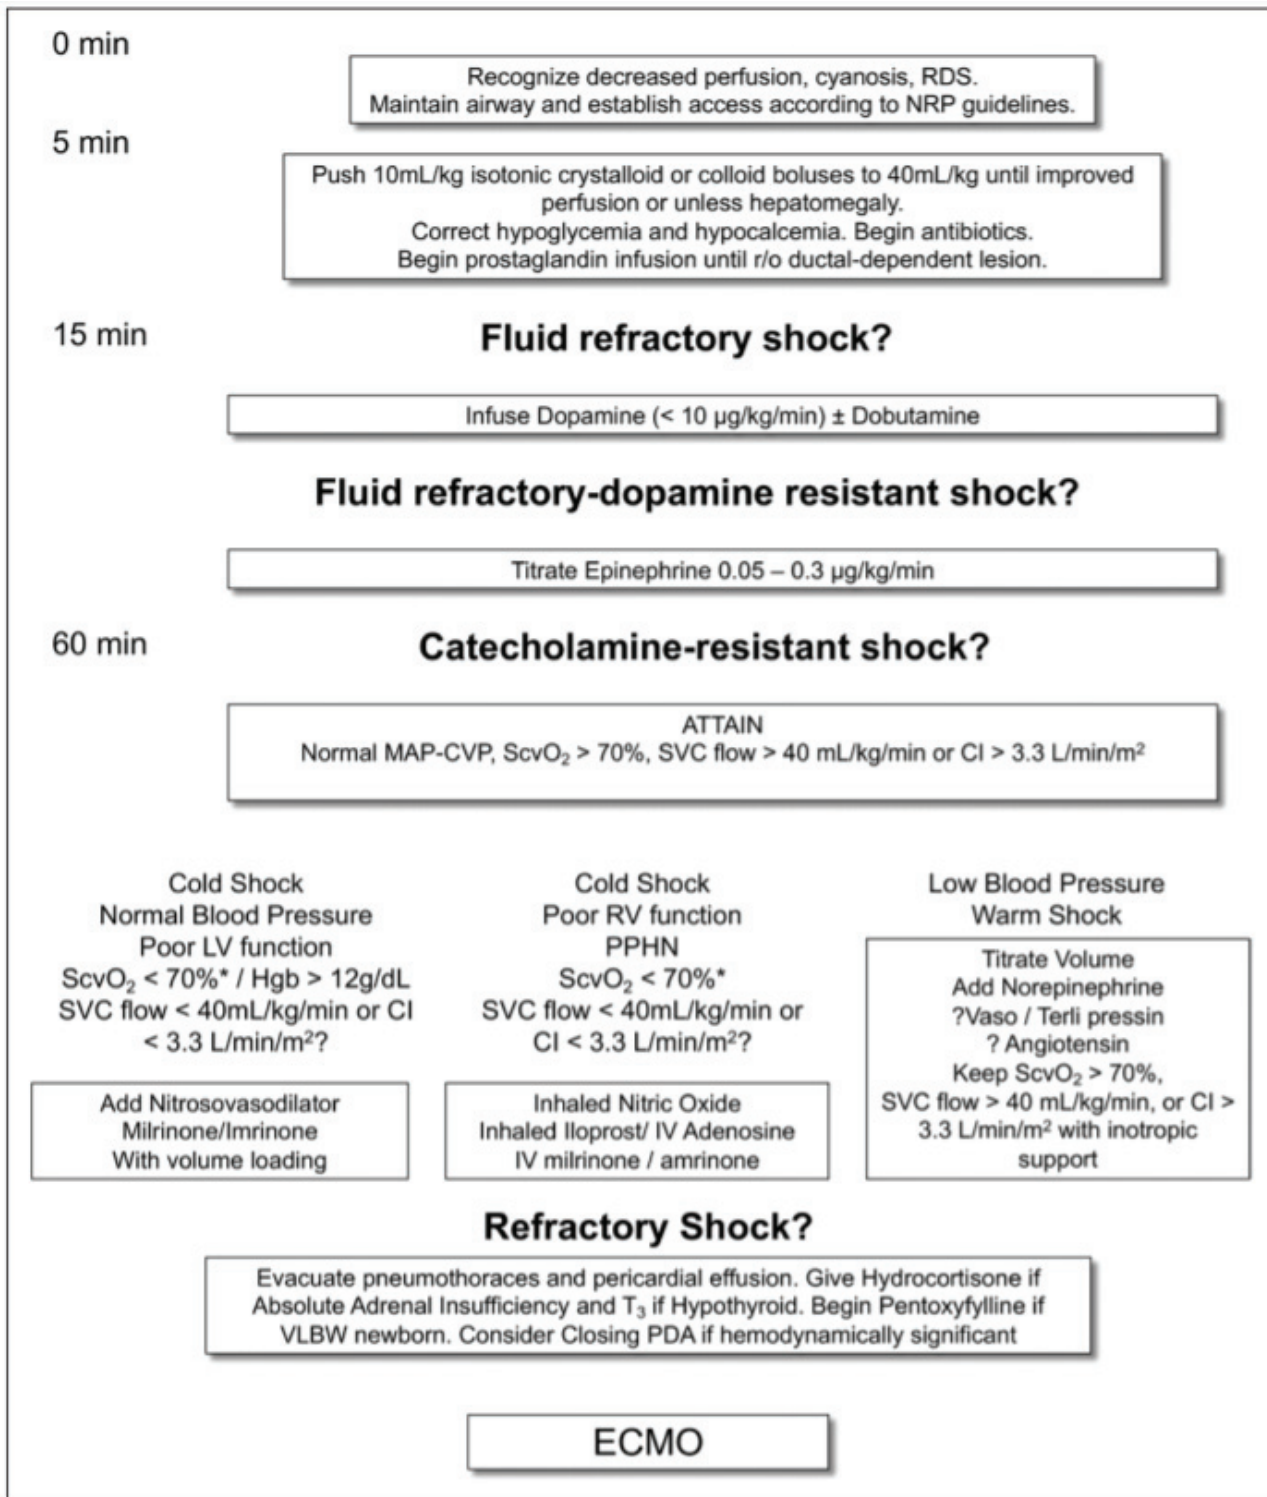 0 min
Recognize decreased perfusion, cyanosis, RDS.
Maintain airway and establish access according to NRP guidelines.
5 min
Push 10mL/kg isotonic crystalloid or colloid boluses to 40mL/kg until improved
perfusion or unless hepatomegaly.
Correct hypoglycemia and hypocalcemia. Begin antibiotics.
Begin prostaglandin infusion until r/o ductal-dependent lesion.
15 min
Fluid refractory shock?
Infuse Dopamine (< 10 µg/kg/min) ± Dobutamine
Fluid refractory-dopamine resistant shock?
Titrate Epinephrine 0.05 – 0.3 µg/kg/min
60 min
Catecholamine-resistant shock?
ATTAIN
Normal MAP-CVP, ScvO₂ > 70%, SVC flow > 40 mL/kg/min or CI > 3.3 L/min/m²
Cold Shock
Normal Blood Pressure
Poor LV function
ScvO₂ < 70%* / Hgb > 12g/dL
SVC flow < 40mL/kg/min or CI
< 3.3 L/min/m²?
Add Nitrosovasodilator
Milrinone/Imrinone
With volume loading
Cold Shock
Poor RV function
PPHN
ScvO₂ < 70%*
SVC flow < 40mL/kg/min or
CI < 3.3 L/min/m²?
Inhaled Nitric Oxide
Inhaled Iloprost/ IV Adenosine
IV milrinone / amrinone
Low Blood Pressure
Warm Shock
Titrate Volume
Add Norepinephrine
?Vaso / Terli pressin
? Angiotensin
Keep ScvO₂ > 70%,
SVC flow > 40 mL/kg/min, or CI >
3.3 L/min/m² with inotropic
support
Refractory Shock?
Evacuate pneumothoraces and pericardial effusion. Give Hydrocortisone if
Absolute Adrenal Insufficiency and T₃ if Hypothyroid. Begin Pentoxyfylline if
VLBW newborn. Consider Closing PDA if hemodynamically significant
ECMO